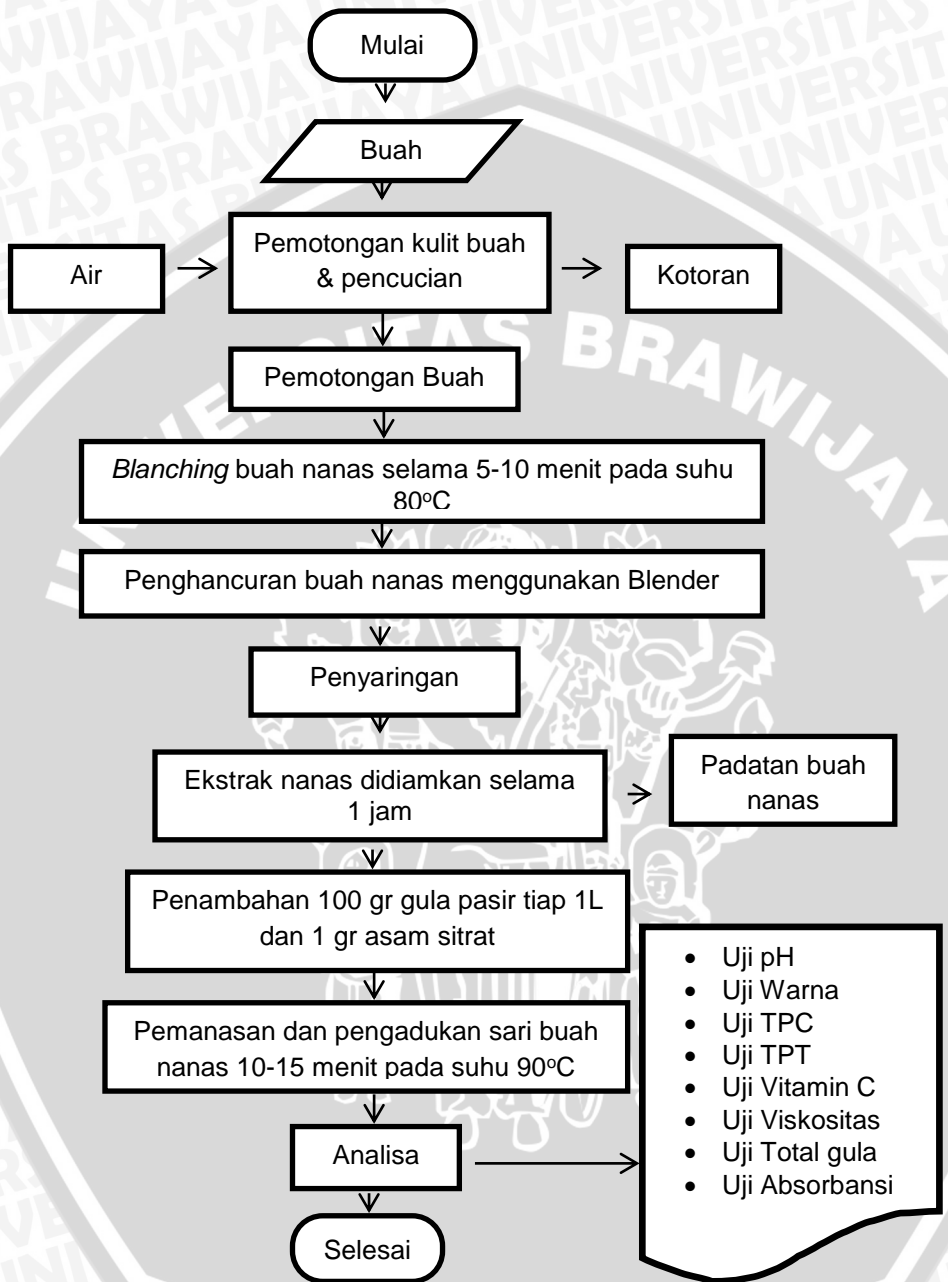 Mulai
Buah
Air
Pemotongan kulit buah
& pencucian
Kotoran
Pemotongan Buah
Blanching buah nanas selama 5-10 menit pada suhu
80°C
Penghancuran buah nanas menggunakan Blender
Penyaringan
Ekstrak nanas didiamkan selama
1 jam
Padatan buah
nanas
Penambahan 100 gr gula pasir tiap 1L
dan 1 gr asam sitrat
Pemanasan dan pengadukan sari buah
nanas 10-15 menit pada suhu 90°C
Analisa
• Uji pH
• Uji Warna
• Uji TPC
• Uji TPT
• Uji Vitamin C
• Uji Viskositas
• Uji Total gula
• Uji Absorbansi
Selesai